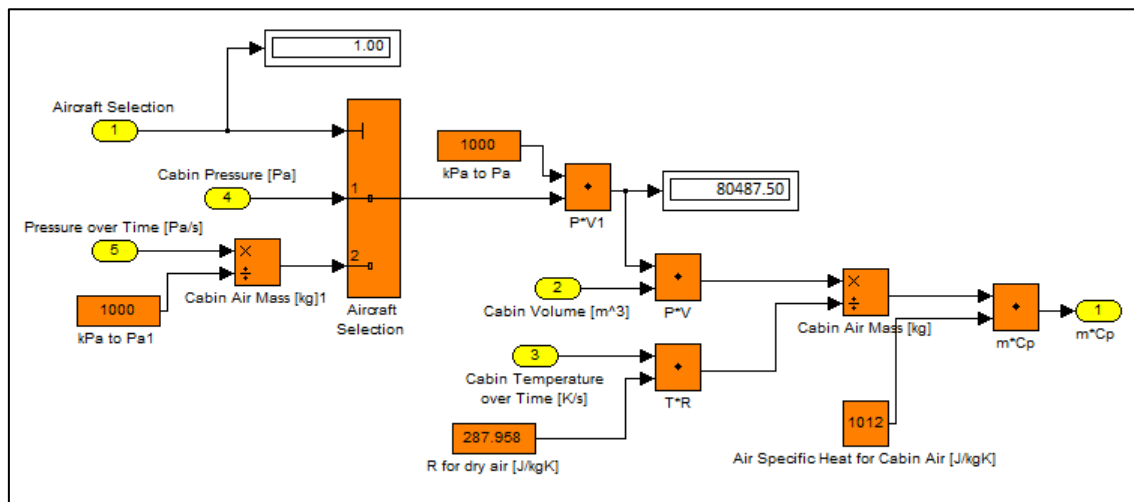 1.00
Aircraft Selection
1
Cabin Pressure [Pa]
4
1
Pressure over Time [Pa/s]
5
×
÷
2
Cabin Air Mass [kg]1
1000
kPa to Pa1
Aircraft
Selection
1000
kPa to Pa
P*V1
80487.50
2
Cabin Volume [m^3]
P*V
×
÷
Cabin Air Mass [kg]
m*Cp
1
m*Cp
3
Cabin Temperature
over Time [K/s]
T*R
287.958
R for dry air [J/kgK]
1012
Air Specific Heat for Cabin Air [J/kgK]